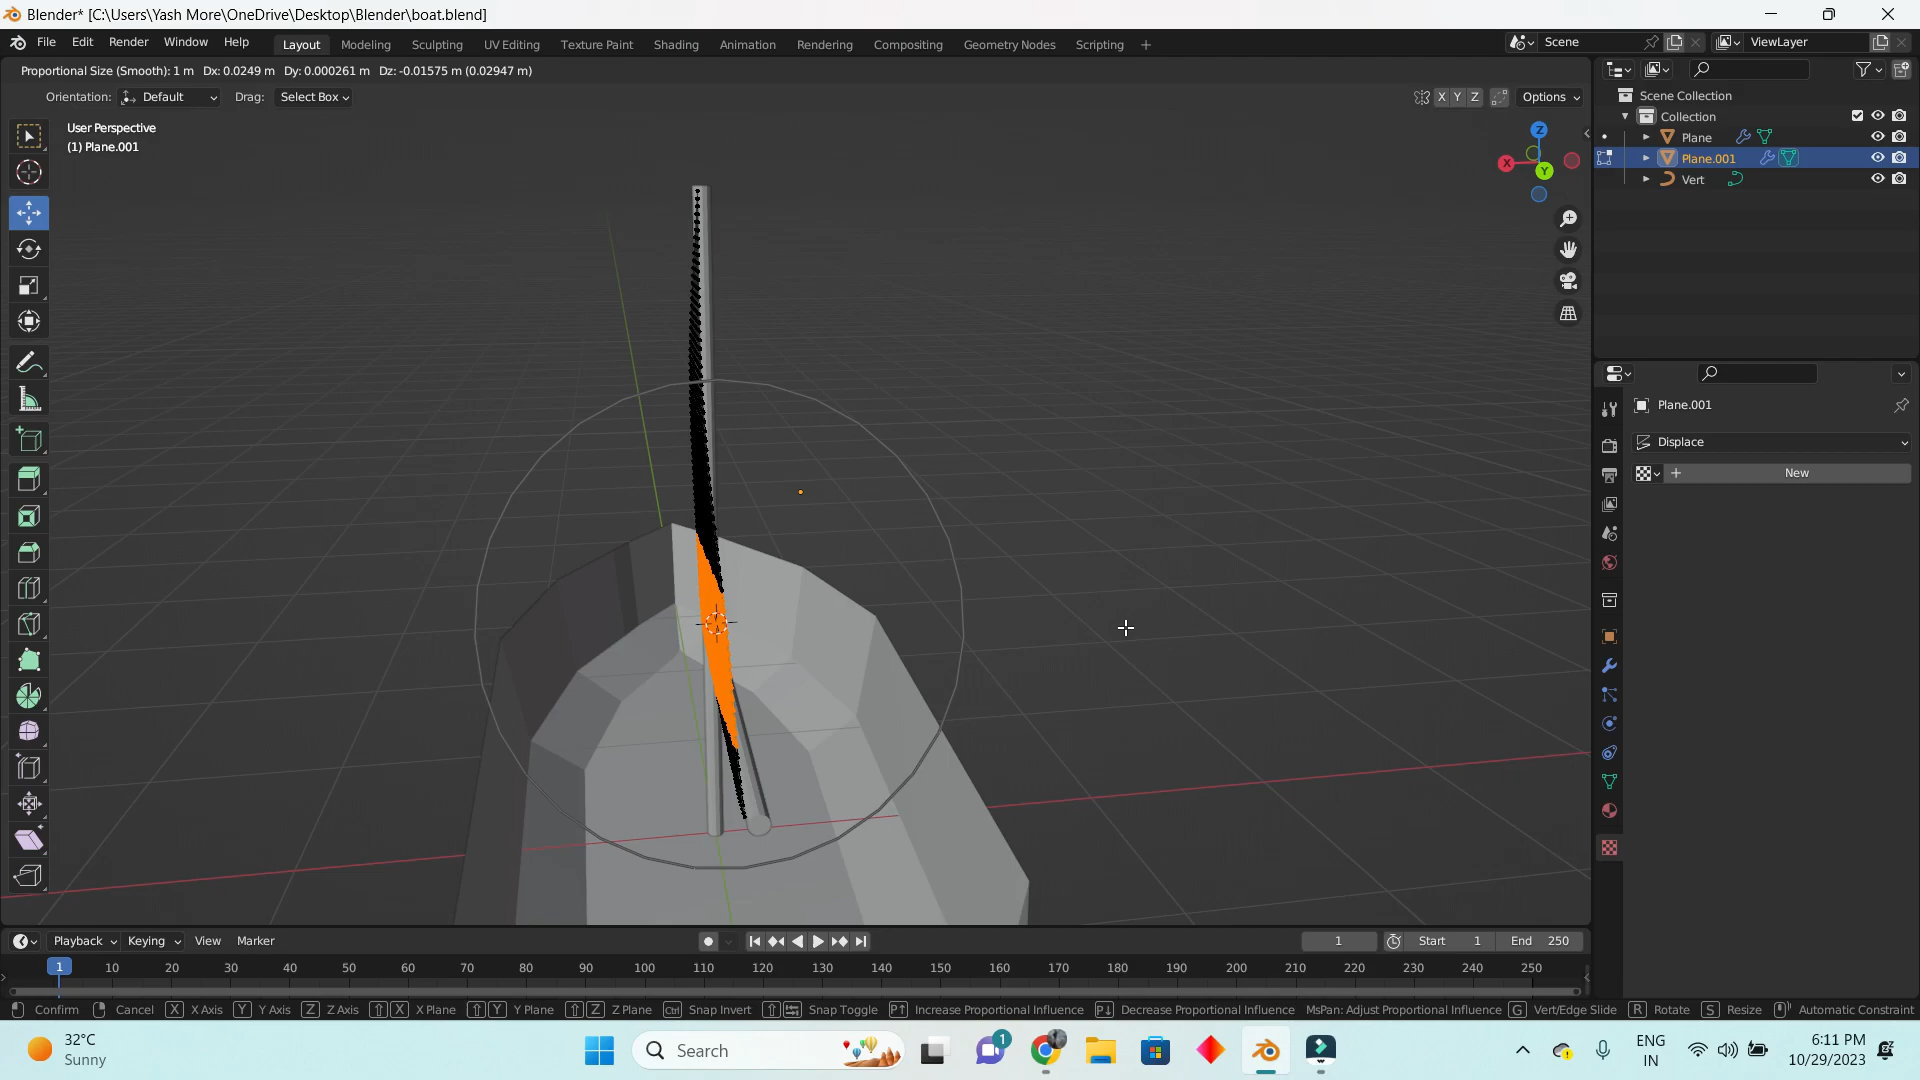 Blender* [C:\Users\Yash More\OneDrive\Desktop\Blender\boat.blend]
File Edit Render Window Help Layout Modeling Sculpting UV Editing Texture Paint Shading Animation Rendering Compositing Geometry Nodes Scripting + Scene ViewLayer
Proportional Size (Smooth): 1 m Dx: 0.0249 m Dy: 0.000261 m Dz: -0.01575 m (0.02947 m)
Orientation: Default Drag: Select Box X Y Z Options
User Perspective
(1) Plane.001
Z
X
Y
Scene Collection
Collection
Plane
Plane.001
Vert
Plane.001
Displace
+ New
Playback Keying View Marker 1 Start 1 End 250
1 10 20 30 40 50 60 70 80 90 100 110 120 130 140 150 160 170 180 190 200 210 220 230 240 250
Confirm Cancel X X Axis Y Y Axis Z Z Axis X X Plane Y Y Plane Z Z Plane Ctrl Snap Invert Snap Toggle P Increase Proportional Influence P Decrease Proportional Influence MsPan: Adjust Proportional Influence G Vert/Edge Slide R Rotate S Resize Automatic Constraint
32°C
Sunny
Search
1
ENG
IN
6:11 PM
10/29/2023